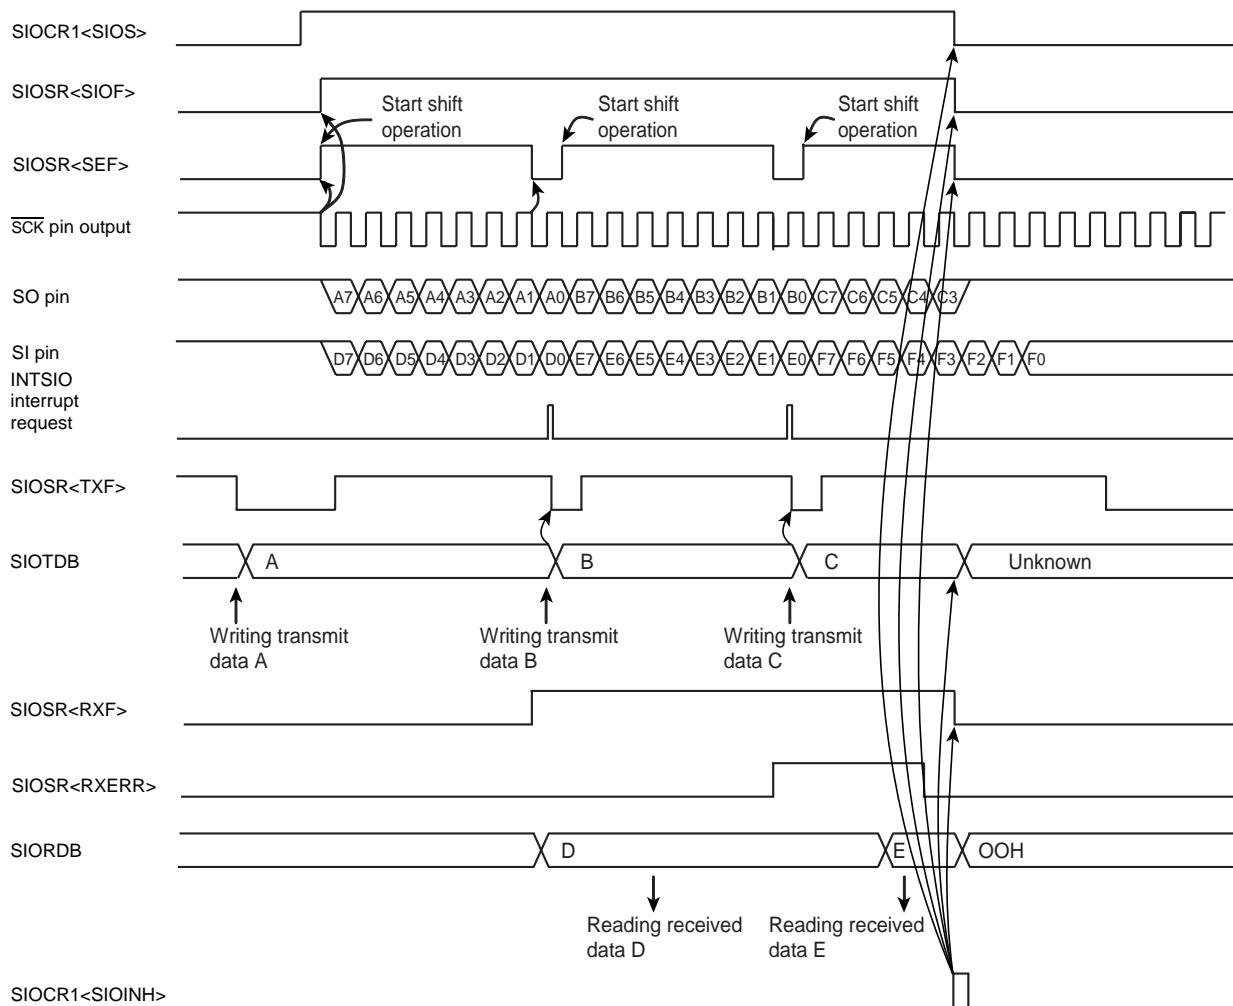 SIOCR1<SIOS>
SIOSR<SIOF>
Start shift
operation
Start shift
operation
Start shift
operation
SIOSR<SEF>
SCK pin output
SO pin
A7 A6 A5 A4 A3 A2 A1 A0 B7 B6 B5 B4 B3 B2 B1 B0 C7 C6 C5 C4 C3
SI pin
D7 D6 D5 D4 D3 D2 D1 D0 E7 E6 E5 E4 E3 E2 E1 E0 F7 F6 F5 F4 F3 F2 F1 F0
INTSIO
interrupt
request
SIOSR<TXF>
SIOTDB
A B C Unknown
Writing transmit
data A
Writing transmit
data B
Writing transmit
data C
SIOSR<RXF>
SIOSR<RXERR>
SIORDB
D E OOH
Reading received
data D
Reading received
data E
SIOCR1<SIOINH>